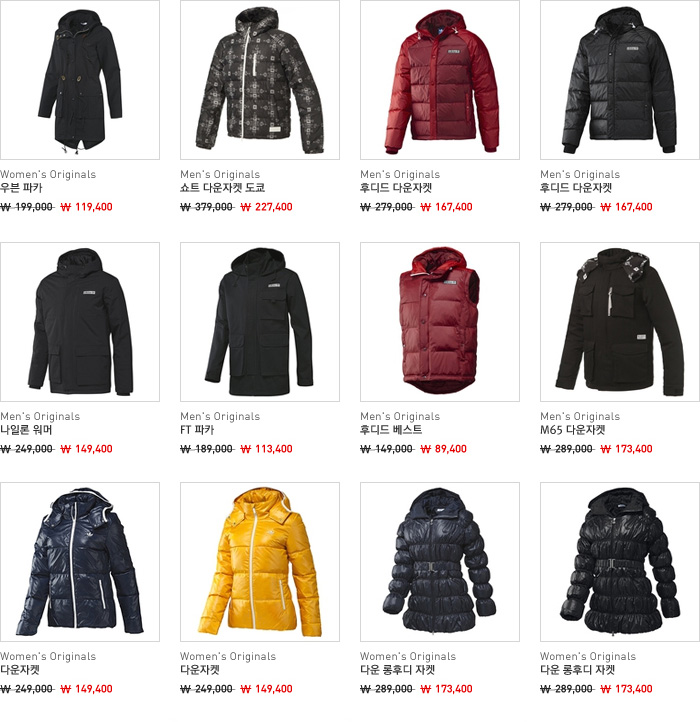 Women's Originals
우븐 파카
₩ 199,000 ₩ 119,400
Men's Originals
쇼트 다운자켓 도쿄
₩ 379,000 ₩ 227,400
Men's Originals
후디드 다운자켓
₩ 279,000 ₩ 167,400
Men's Originals
후디드 다운자켓
₩ 279,000 ₩ 167,400
Men's Originals
나일론 워머
₩ 249,000 ₩ 149,400
Men's Originals
FT 파카
₩ 189,000 ₩ 113,400
Men's Originals
후디드 베스트
₩ 149,000 ₩ 89,400
Men's Originals
M65 다운자켓
₩ 289,000 ₩ 173,400
Women's Originals
다운자켓
₩ 249,000 ₩ 149,400
Women's Originals
다운자켓
₩ 249,000 ₩ 149,400
Women's Originals
다운 롱후디 자켓
₩ 289,000 ₩ 173,400
Women's Originals
다운 롱후디 자켓
₩ 289,000 ₩ 173,400